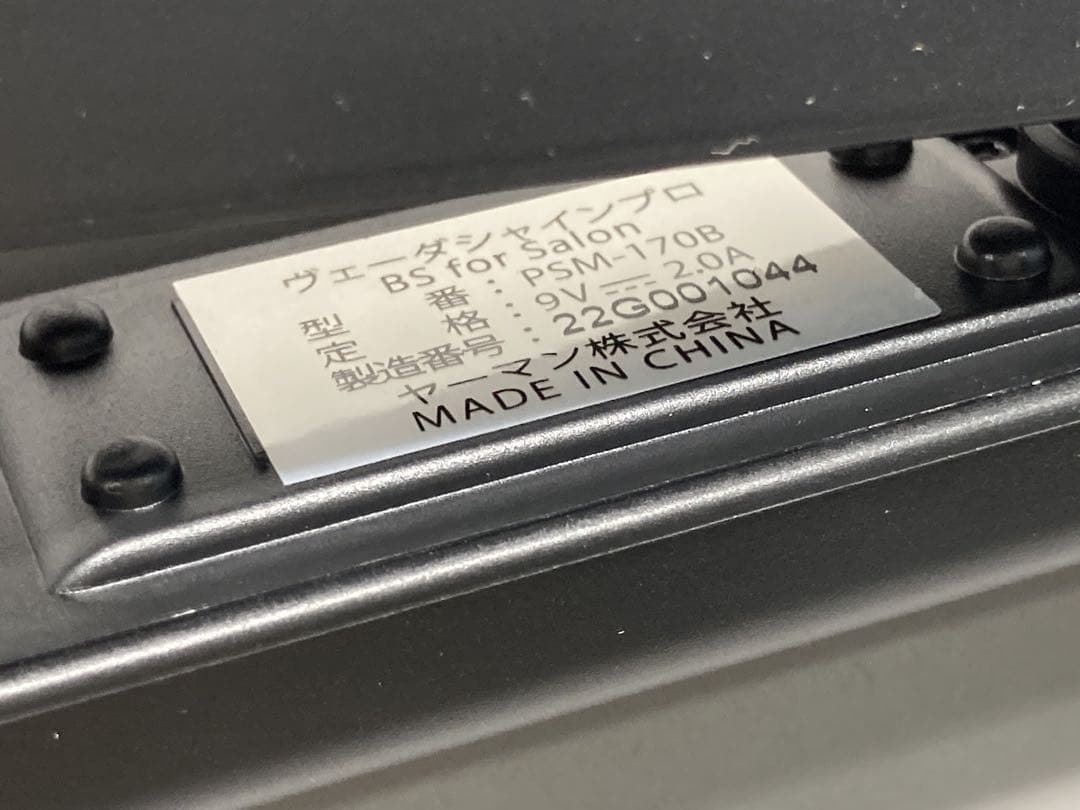 ヴェーダシャインプロ
BS for Salon
型番：PSM-170B
定格：9V⎓2.0A
製造番号：22G001044
ヤーマン株式会社
MADE IN CHINA